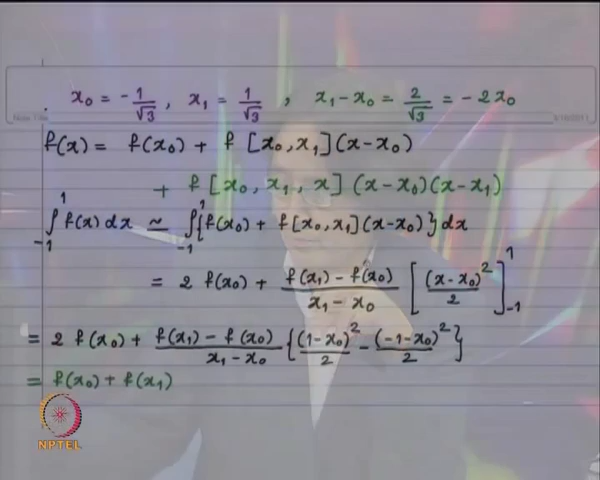 x₀ = -1/√3 , x₁ = 1/√3 , x₁ - x₀ = 2/√3 = -2x₀
f(x) = f(x₀) + f[x₀, x₁](x-x₀)
+ f[x₀, x₁, x](x-x₀)(x-x₁)
∫₋₁¹ f(x) dx ≃ ∫₋₁¹ {f(x₀) + f[x₀,x₁](x-x₀)} dx
= 2 f(x₀) + (f(x₁) - f(x₀))/(x₁ - x₀) [(x-x₀)²/2]₋₁¹
= 2 f(x₀) + (f(x₁) - f(x₀))/(x₁ - x₀) {(1-x₀)²/2 - (-1-x₀)²/2}
= f(x₀) + f(x₁)
NPTEL